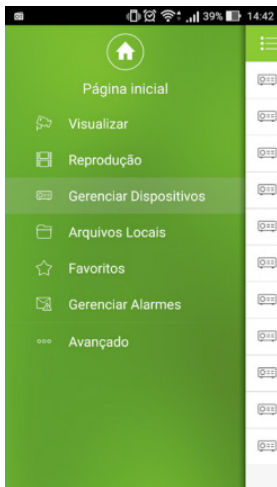 39% 14:42
Página inicial
Visualizar
Reprodução
Gerenciar Dispositivos
Arquivos Locais
Favoritos
Gerenciar Alarmes
Avançado